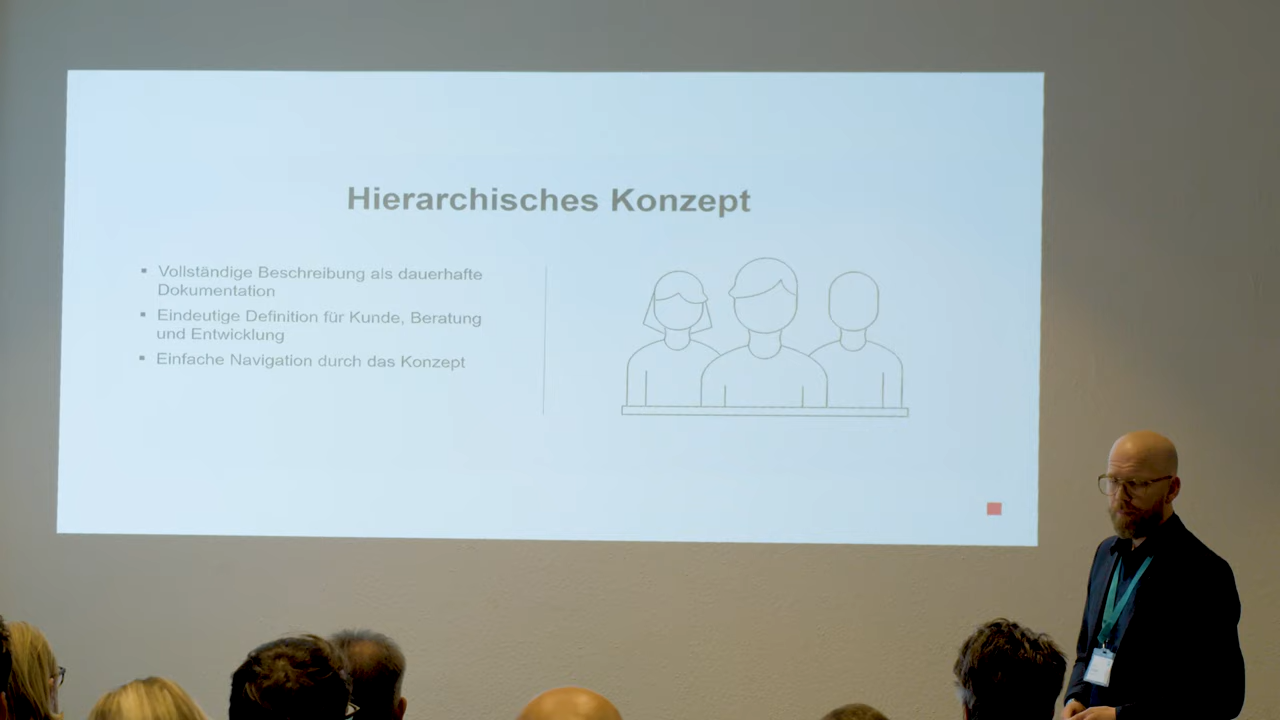 Hierarchisches Konzept
▪ Vollständige Beschreibung als dauerhafte
Dokumentation
▪ Eindeutige Definition für Kunde, Beratung
und Entwicklung
▪ Einfache Navigation durch das Konzept